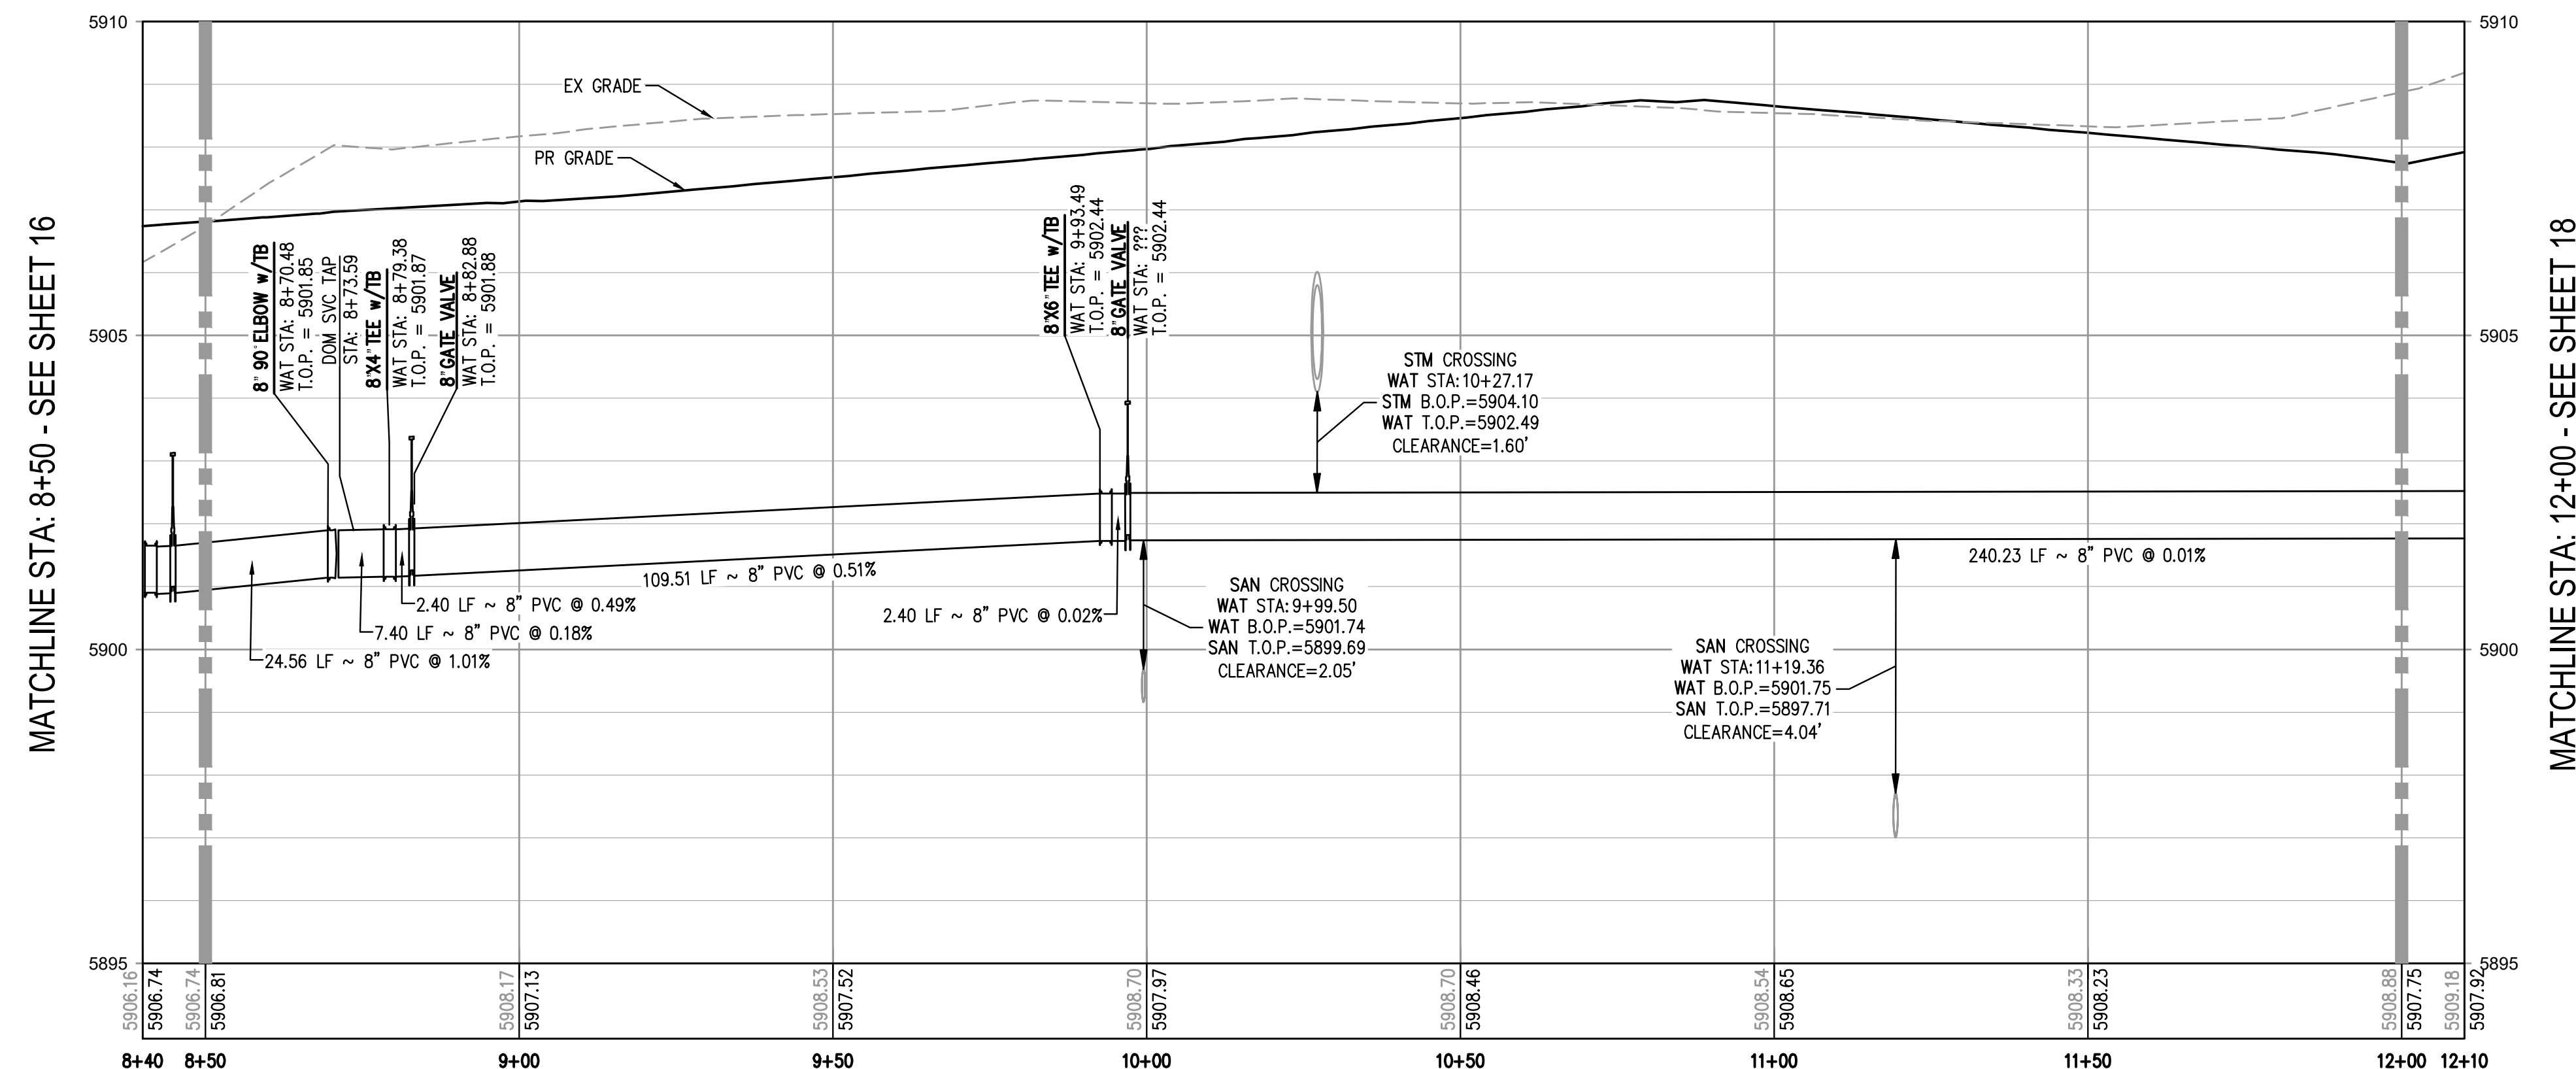 5910
5910
EX GRADE
PR GRADE
MATCHLINE STA: 8+50 - SEE SHEET 16
MATCHLINE STA: 12+00 - SEE SHEET 18
8" 90° ELBOW w/TB
WAT STA: 8+70.48
T.O.P. = 5901.85
DOM SVC TAP
STA: 8+73.59
8"X4" TEE w/TB
WAT STA: 8+79.38
T.O.P. = 5901.87
8" GATE VALVE
WAT STA: 8+82.88
T.O.P. = 5901.88
8"X6" TEE w/TB
WAT STA: 9+93.49
T.O.P. = 5902.44
8" GATE VALVE
WAT STA: ???
T.O.P. = 5902.44
5905
5905
STM CROSSING
WAT STA:10+27.17
STM B.O.P.=5904.10
WAT T.O.P.=5902.49
CLEARANCE=1.60'
109.51 LF ~ 8" PVC @ 0.51%
2.40 LF ~ 8" PVC @ 0.49%
7.40 LF ~ 8" PVC @ 0.18%
24.56 LF ~ 8" PVC @ 1.01%
2.40 LF ~ 8" PVC @ 0.02%
SAN CROSSING
WAT STA:9+99.50
WAT B.O.P.=5901.74
SAN T.O.P.=5899.69
CLEARANCE=2.05'
240.23 LF ~ 8" PVC @ 0.01%
SAN CROSSING
WAT STA:11+19.36
WAT B.O.P.=5901.75
SAN T.O.P.=5897.71
CLEARANCE=4.04'
5900
5900
5895
5895
5906.16
5906.74
5906.74
5906.81
5908.17
5907.13
5908.53
5907.52
5908.70
5907.97
5908.70
5908.46
5908.54
5908.65
5908.33
5908.23
5908.88
5907.75
5909.18
5907.92
8+40 8+50 9+00 9+50 10+00 10+50 11+00 11+50 12+00 12+10